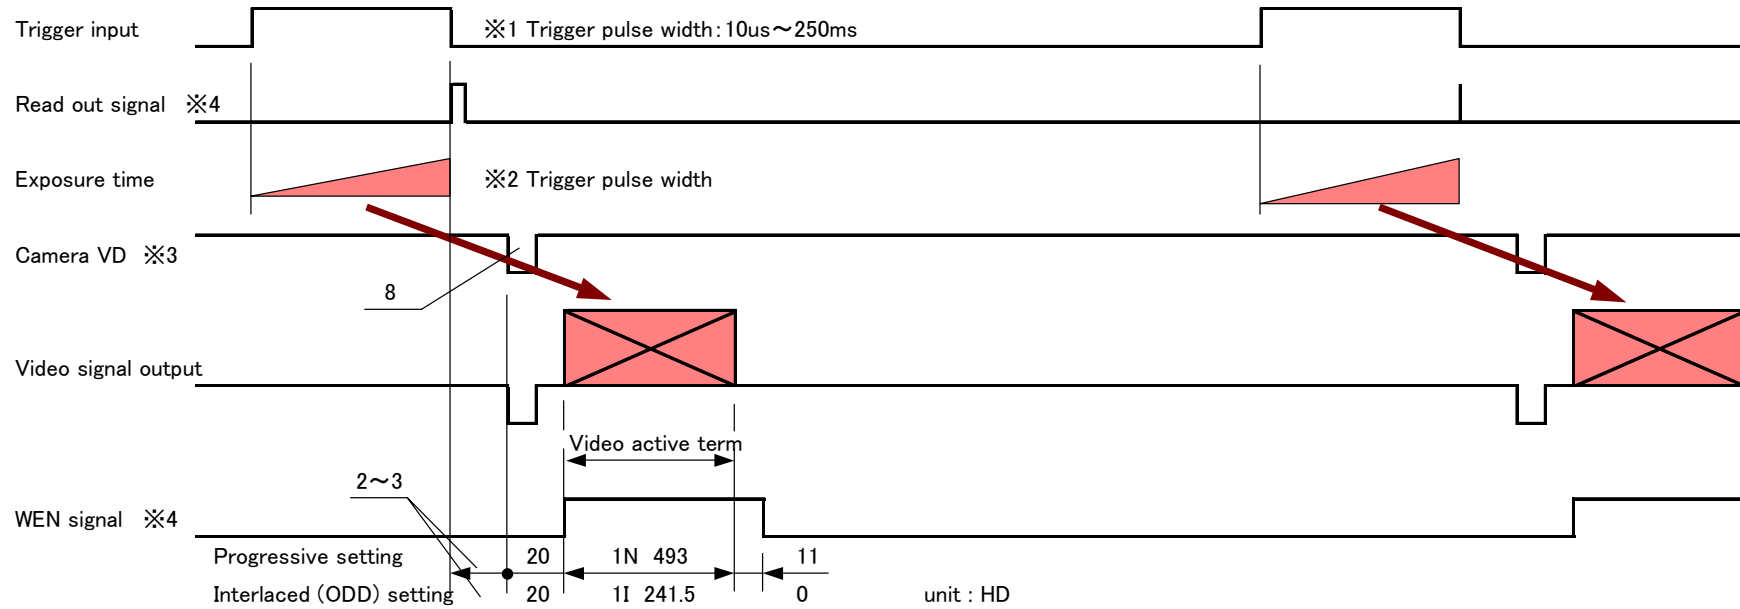 Trigger input ※1 Trigger pulse width:10us～250ms
Read out signal ※4
Exposure time ※2 Trigger pulse width
Camera VD ※3
8
Video signal output
Video active term
2～3
WEN signal ※4
Progressive setting 20 1N 493 11
Interlaced (ODD) setting 20 1I 241.5 0 unit : HD